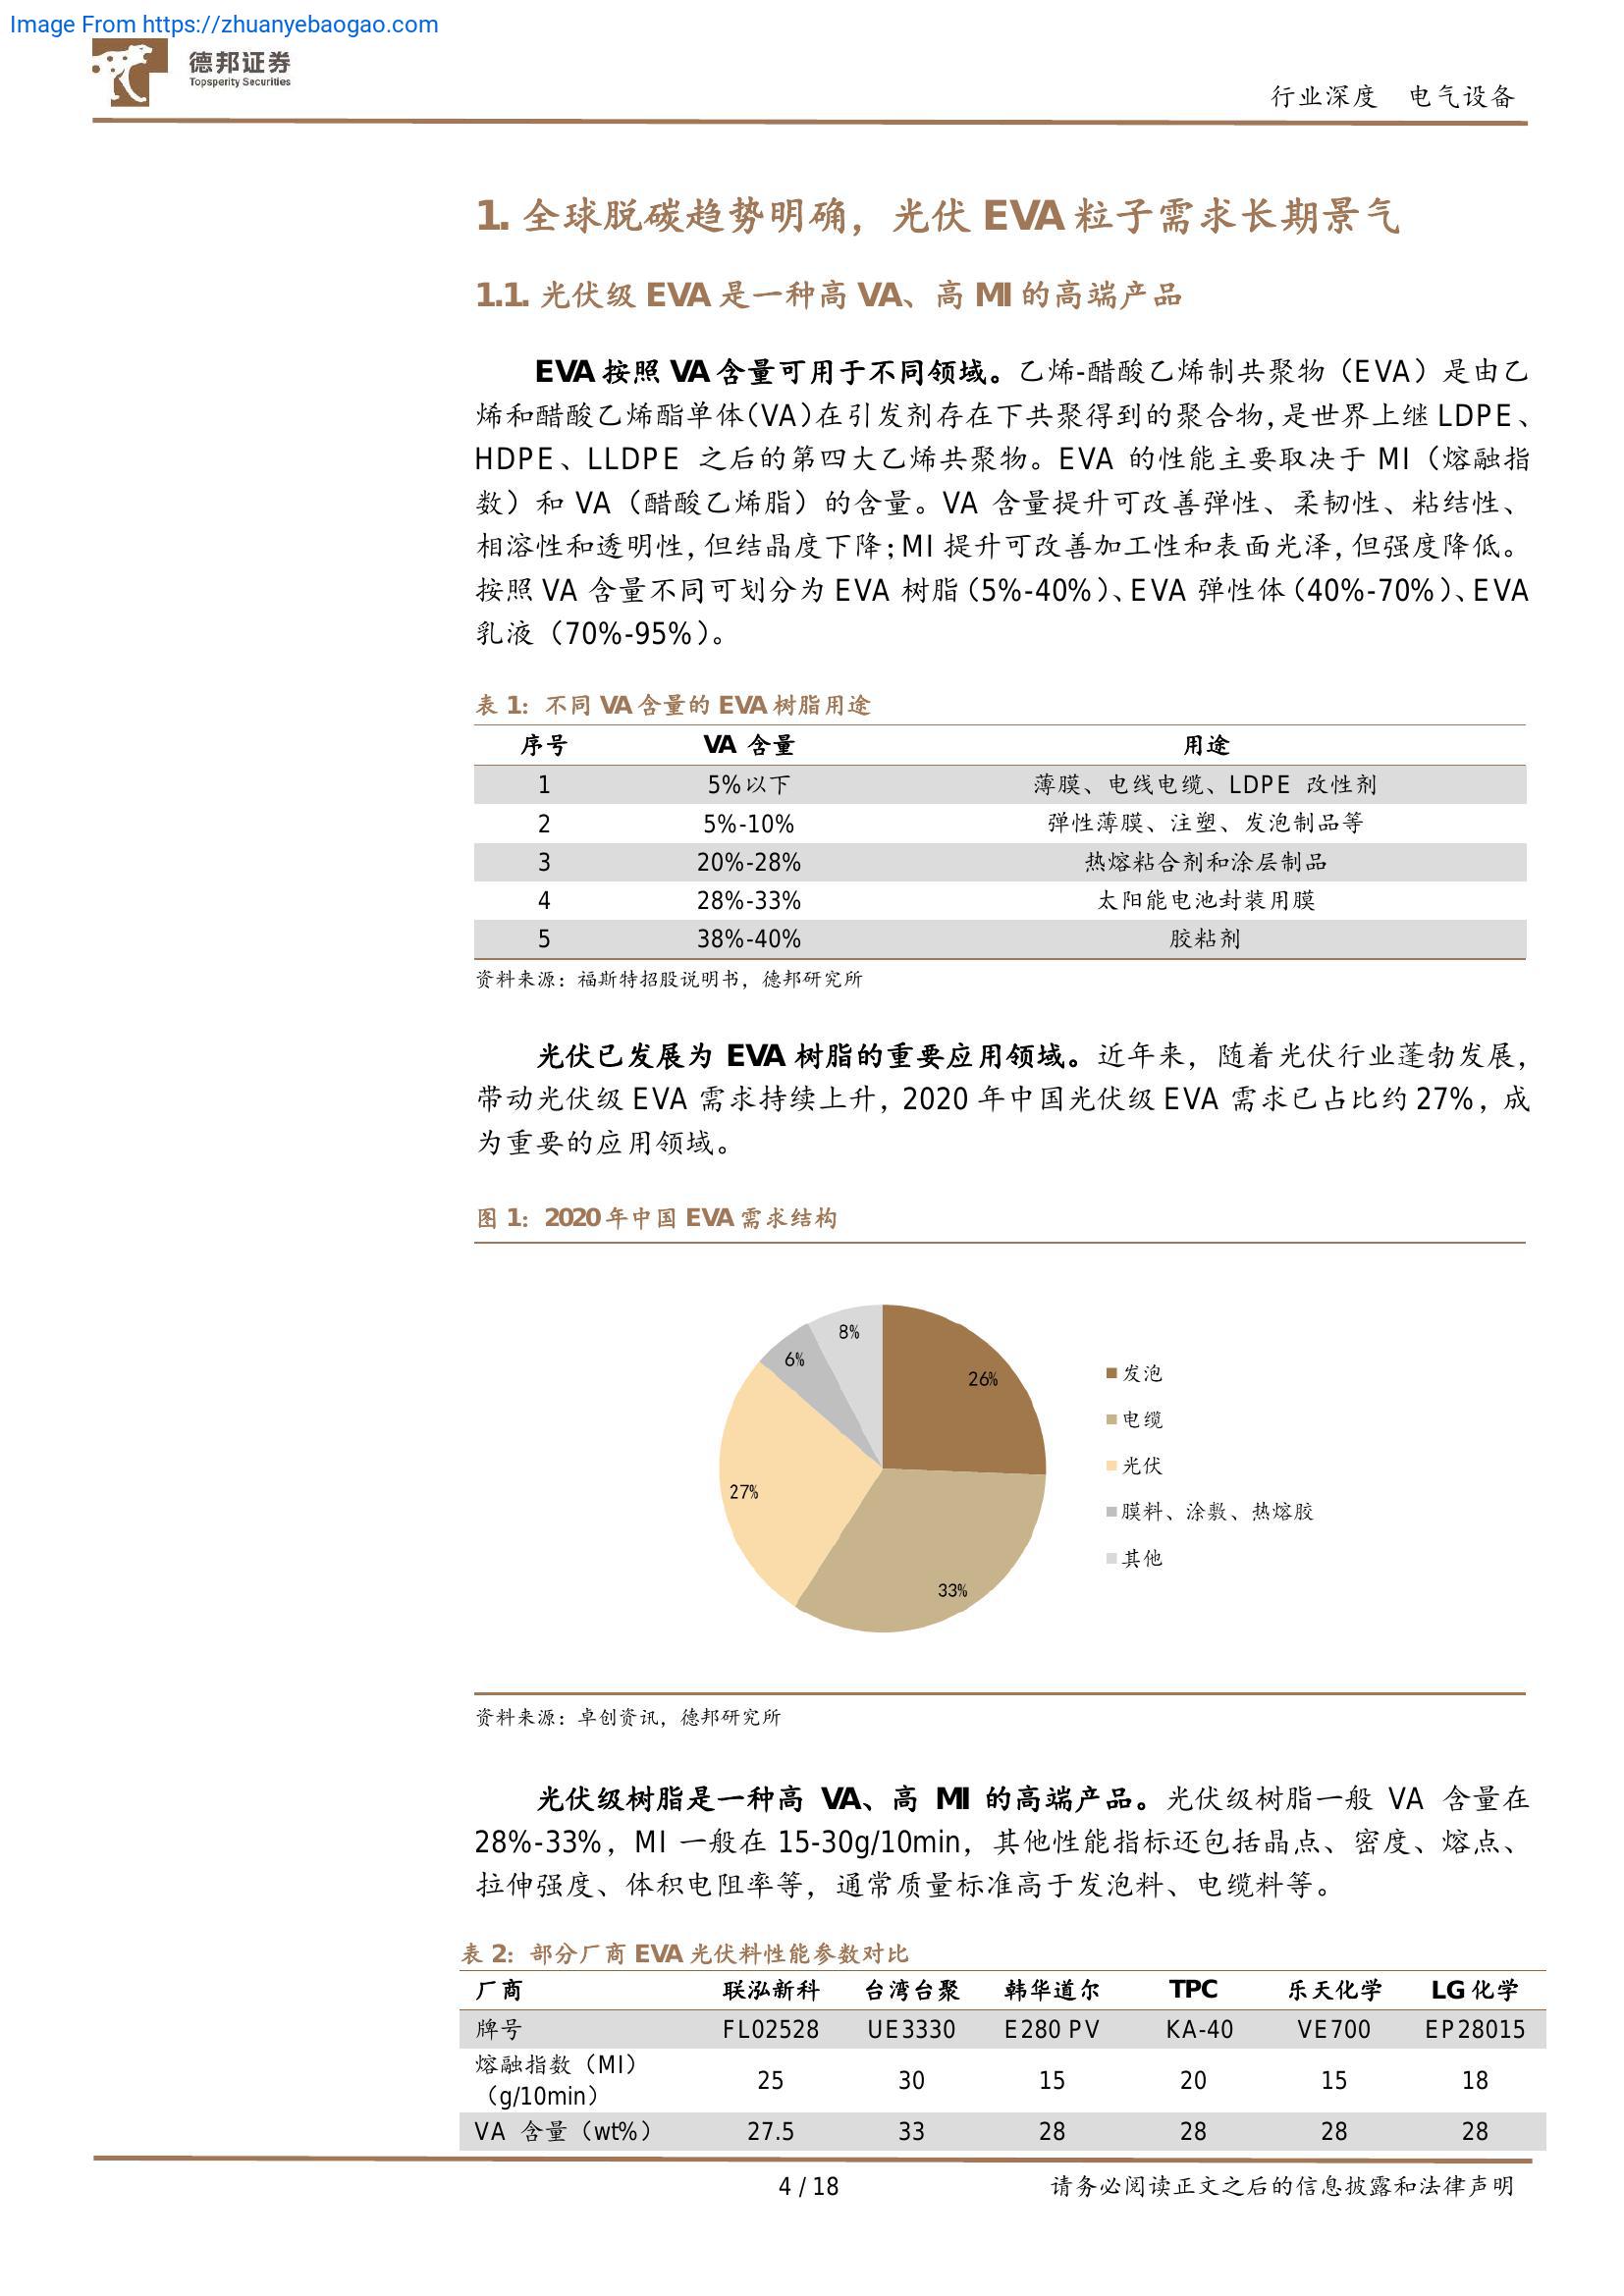 Image From https://zhuanyebaogao.com
德邦证券
Topsperity Securities
行业深度 电气设备
1. 全球脱碳趋势明确，光伏 EVA 粒子需求长期景气
1.1. 光伏级 EVA 是一种高 VA、高 MI 的高端产品
EVA 按照 VA 含量可用于不同领域。乙烯-醋酸乙烯制共聚物（EVA）是由乙
烯和醋酸乙烯酯单体(VA)在引发剂存在下共聚得到的聚合物，是世界上继 LDPE、
HDPE、LLDPE 之后的第四大乙烯共聚物。EVA 的性能主要取决于 MI（熔融指
数）和 VA（醋酸乙烯脂）的含量。VA 含量提升可改善弹性、柔韧性、粘结性、
相溶性和透明性，但结晶度下降；MI 提升可改善加工性和表面光泽，但强度降低。
按照 VA 含量不同可划分为 EVA 树脂（5%-40%）、EVA 弹性体（40%-70%）、EVA
乳液（70%-95%）。
表 1：不同 VA 含量的 EVA 树脂用途
序号 VA 含量 用途
1 5%以下 薄膜、电线电缆、LDPE 改性剂
2 5%-10% 弹性薄膜、注塑、发泡制品等
3 20%-28% 热熔粘合剂和涂层制品
4 28%-33% 太阳能电池封装用膜
5 38%-40% 胶粘剂
资料来源：福斯特招股说明书，德邦研究所
光伏已发展为 EVA 树脂的重要应用领域。近年来，随着光伏行业蓬勃发展，
带动光伏级 EVA 需求持续上升，2020 年中国光伏级 EVA 需求已占比约 27%，成
为重要的应用领域。
图 1：2020 年中国 EVA 需求结构
8%
6%
26%
27%
33%
发泡
电缆
光伏
膜料、涂敷、热熔胶
其他
资料来源：卓创资讯，德邦研究所
光伏级树脂是一种高 VA、高 MI 的高端产品。光伏级树脂一般 VA 含量在
28%-33%，MI 一般在 15-30g/10min，其他性能指标还包括晶点、密度、熔点、
拉伸强度、体积电阻率等，通常质量标准高于发泡料、电缆料等。
表 2：部分厂商 EVA 光伏料性能参数对比
厂商 联泓新科 台湾台聚 韩华道尔 TPC 乐天化学 LG 化学
牌号 FL02528 UE3330 E280 PV KA-40 VE700 EP28015
熔融指数（MI）
（g/10min） 25 30 15 20 15 18
VA 含量（wt%） 27.5 33 28 28 28 28
4 / 18 请务必阅读正文之后的信息披露和法律声明